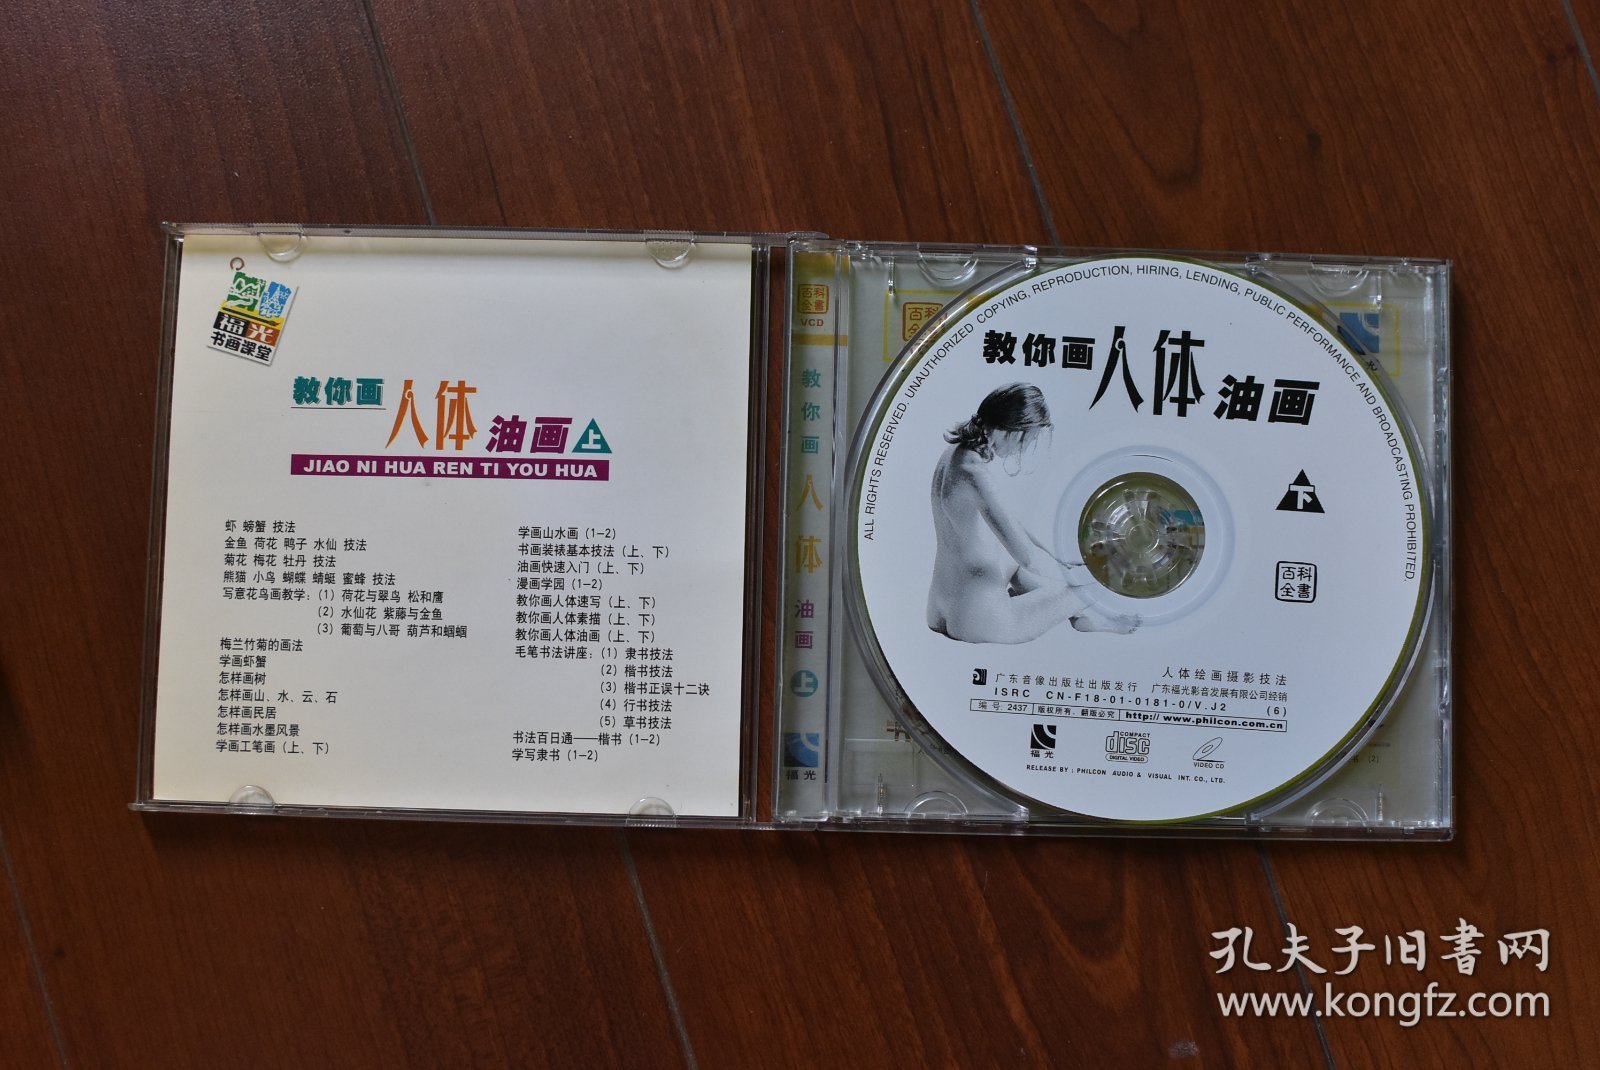 福光
书画课堂
教你画人体油画上
JIAO NI HUA REN TI YOU HUA
虾 螃蟹 技法
金鱼 荷花 鸭子 水仙 技法
菊花 梅花 牡丹 技法
熊猫 小鸟 蝴蝶 蜻蜓 蜜蜂 技法
写意花鸟画教学：（1）荷花与翠鸟 松和鹰
（2）水仙花 紫藤与金鱼
（3）葡萄与八哥 葫芦和蝈蝈
梅兰竹菊的画法
学画虾蟹
怎样画树
怎样画山、水、云、石
怎样画民居
怎样画水墨风景
学画工笔画（上、下）
学画山水画（1—2）
书画装裱基本技法（上、下）
油画快速入门（上、下）
漫画学园（1—2）
教你画人体速写（上、下）
教你画人体素描（上、下）
教你画人体油画（上、下）
毛笔书法讲座：（1）隶书技法
（2）楷书技法
（3）楷书正误十二诀
（4）行书技法
（5）草书技法
书法百日通——楷书（1—2）
学写隶书（1—2）
百科全書
VCD
教你画人体油画上
福光
百科
ALL RIGHTS RESERVED. UNAUTHORIZED COPYING, REPRODUCTION, HIRING, LENDING, PUBLIC PERFORMANCE AND BROADCASTING PROHIBITED.
教你画人体油画
下
百科全書
人体绘画摄影技法
广东音像出版社出版发行 广东福光影音发展有限公司经销
ISRC CN-F18-01-0181-0/V.J2 (6)
编号：2437 版权所有，翻版必究 http://www.philcon.com.cn
福光
COMPACT
disc
DIGITAL VIDEO
VIDEO CD
RELEASE BY : PHILCON AUDIO & VISUAL INT. CO., LTD.
书（2）
孔夫子旧書网
www.kongfz.com